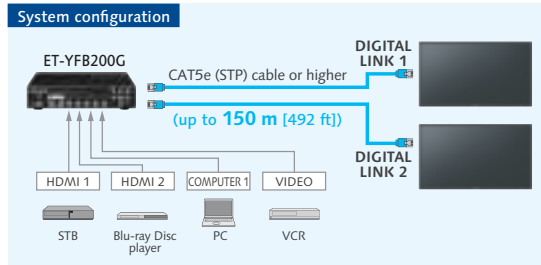 System configuration
ET-YFB200G
DIGITAL
LINK 1
CAT5e (STP) cable or higher
(up to 150 m [492 ft])
DIGITAL
LINK 2
HDMI 1
HDMI 2
COMPUTER 1
VIDEO
STB
Blu-ray Disc
player
PC
VCR